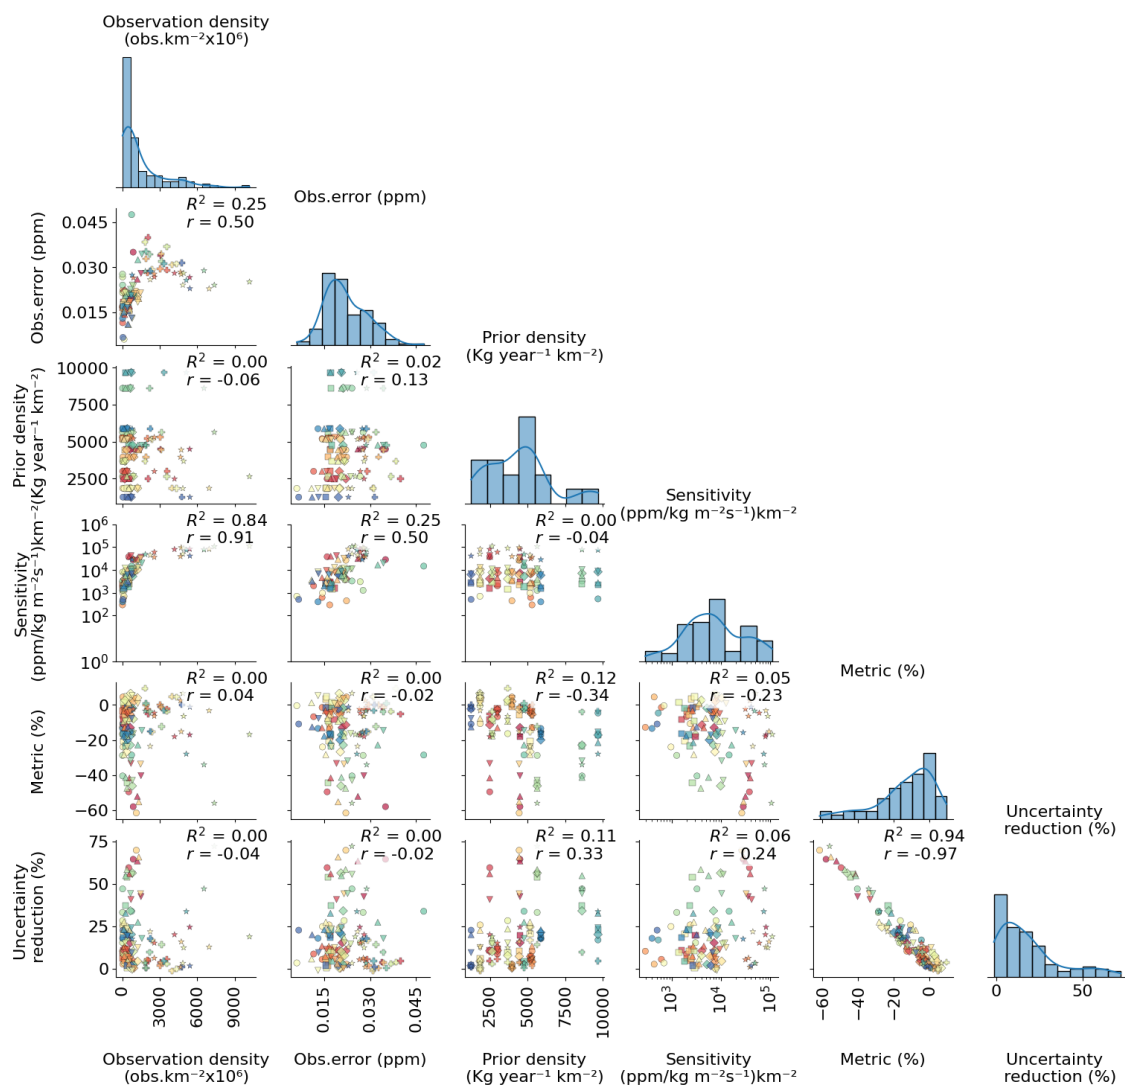 Observation density
(obs.km⁻²x10⁶)
Obs.error (ppm)
R² = 0.25
r = 0.50
0.045
0.030
0.015
Obs.error (ppm)
Prior density
(Kg year⁻¹ km⁻²)
R² = 0.00
r = -0.06
R² = 0.02
r = 0.13
10000
7500
5000
2500
Prior density
(Kg year⁻¹ km⁻²)
Sensitivity
(ppm/kg m⁻²s⁻¹)km⁻²
R² = 0.84
r = 0.91
R² = 0.25
r = 0.50
R² = 0.00
r = -0.04
10⁶
10⁵
10⁴
10³
10²
10⁰
Sensitivity
(ppm/kg m⁻²s⁻¹)km⁻²
Metric (%)
R² = 0.00
r = 0.04
R² = 0.00
r = -0.02
R² = 0.12
r = -0.34
R² = 0.05
r = -0.23
0
−20
−40
−60
Metric (%)
Uncertainty
reduction (%)
R² = 0.00
r = -0.04
R² = 0.00
r = -0.02
R² = 0.11
r = 0.33
R² = 0.06
r = 0.24
R² = 0.94
r = -0.97
75
50
25
0
Uncertainty
reduction (%)
0 3000 6000 9000
0.015 0.030 0.045
2500 5000 7500 10000
10³ 10⁴ 10⁵
−60 −40 −20 0
0 50
Observation density
(obs.km⁻²x10⁶)
Obs.error (ppm)
Prior density
(Kg year⁻¹ km⁻²)
Sensitivity
(ppm/kg m⁻²s⁻¹)km⁻²
Metric (%)
Uncertainty
reduction (%)